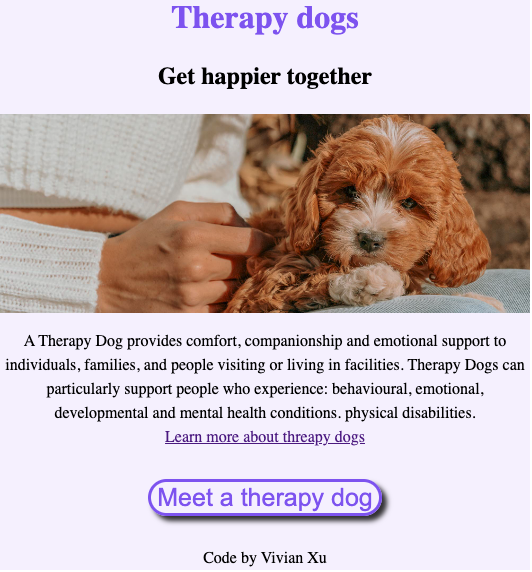 Therapy dogs
Get happier together
A Therapy Dog provides comfort, companionship and emotional support to
individuals, families, and people visiting or living in facilities. Therapy Dogs can
particularly support people who experience: behavioural, emotional,
developmental and mental health conditions. physical disabilities.
Learn more about threapy dogs
Meet a therapy dog
Code by Vivian Xu